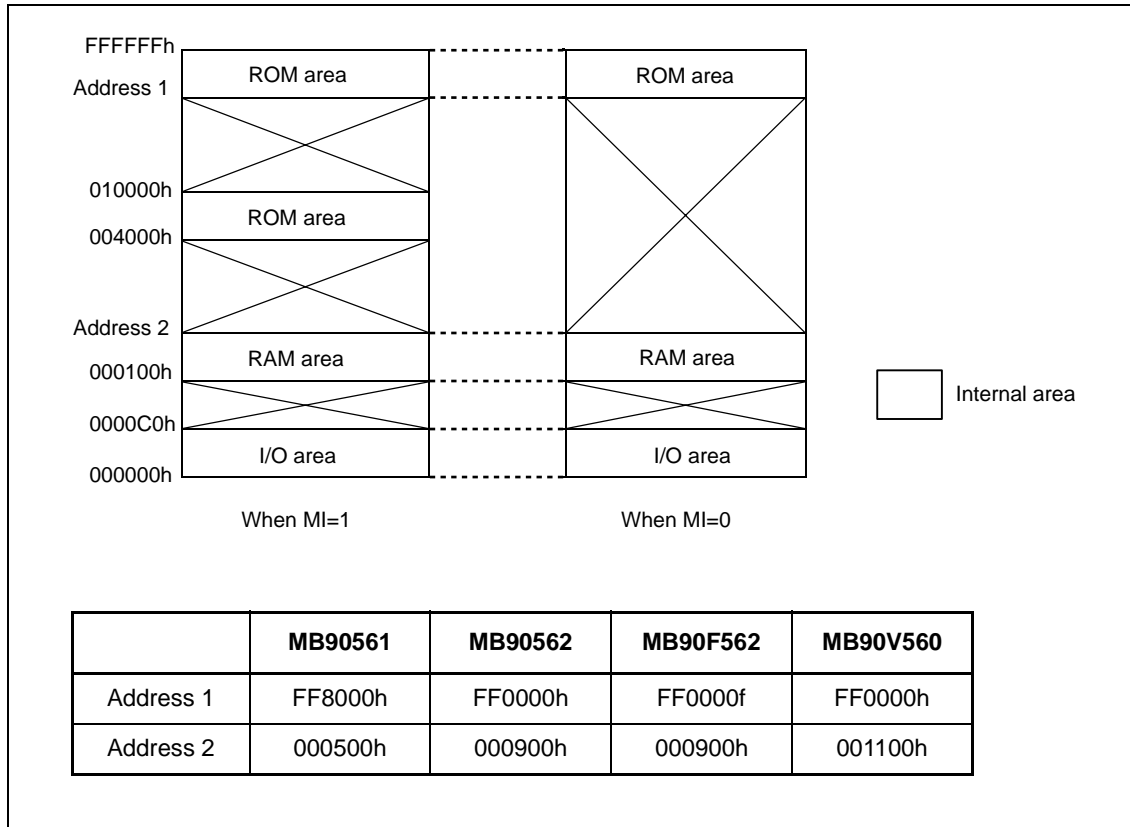 FFFFFFh
ROM area
ROM area
Address 1
010000h
ROM area
004000h
Address 2
RAM area
RAM area
000100h
Internal area
0000C0h
I/O area
I/O area
000000h
When MI=1
When MI=0
MB90561 MB90562 MB90F562 MB90V560
Address 1 FF8000h FF0000h FF0000f FF0000h
Address 2 000500h 000900h 000900h 001100h